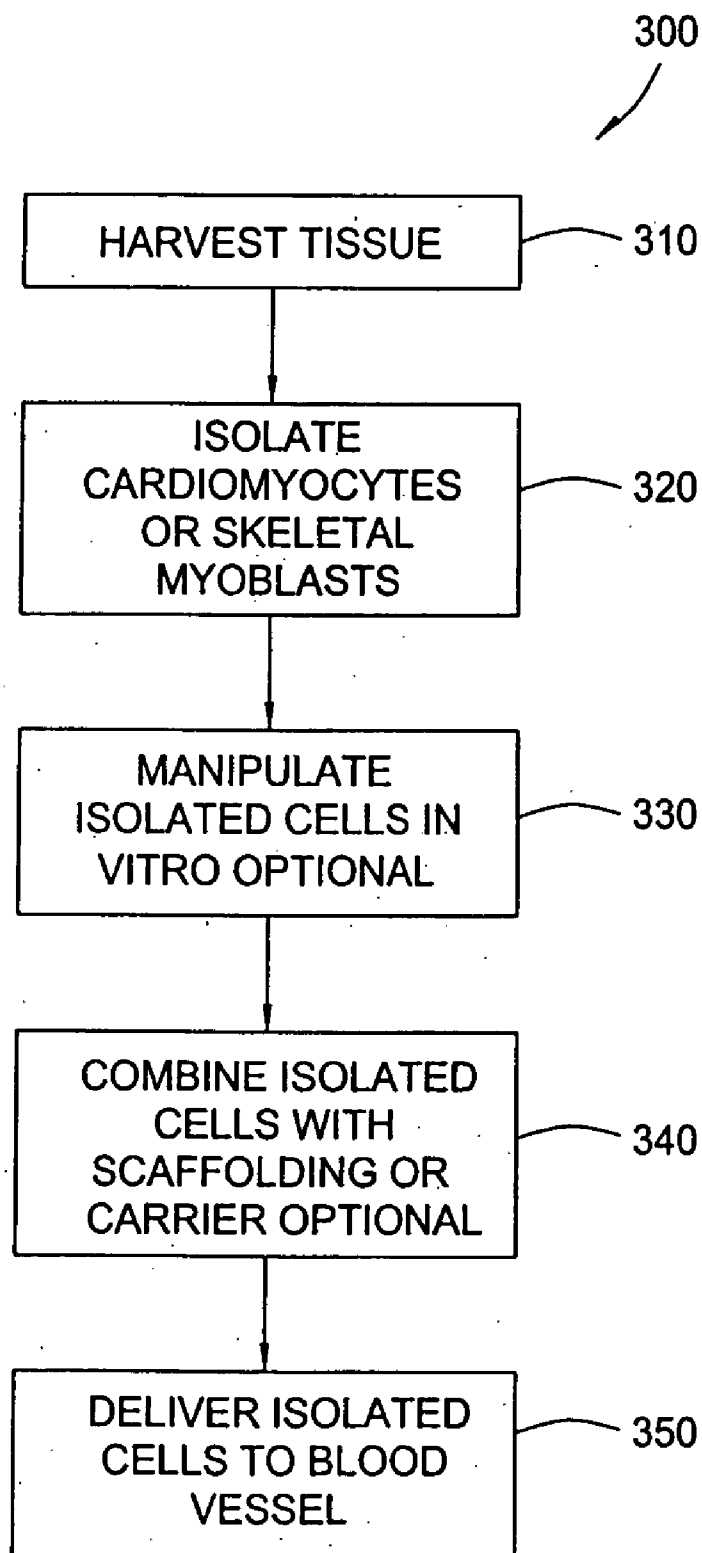 300
HARVEST TISSUE
310
ISOLATE
CARDIOMYOCYTES
OR SKELETAL
MYOBLASTS
320
MANIPULATE
ISOLATED CELLS IN
VITRO OPTIONAL
330
COMBINE ISOLATED
CELLS WITH
SCAFFOLDING OR
CARRIER OPTIONAL
340
DELIVER ISOLATED
CELLS TO BLOOD
VESSEL
350